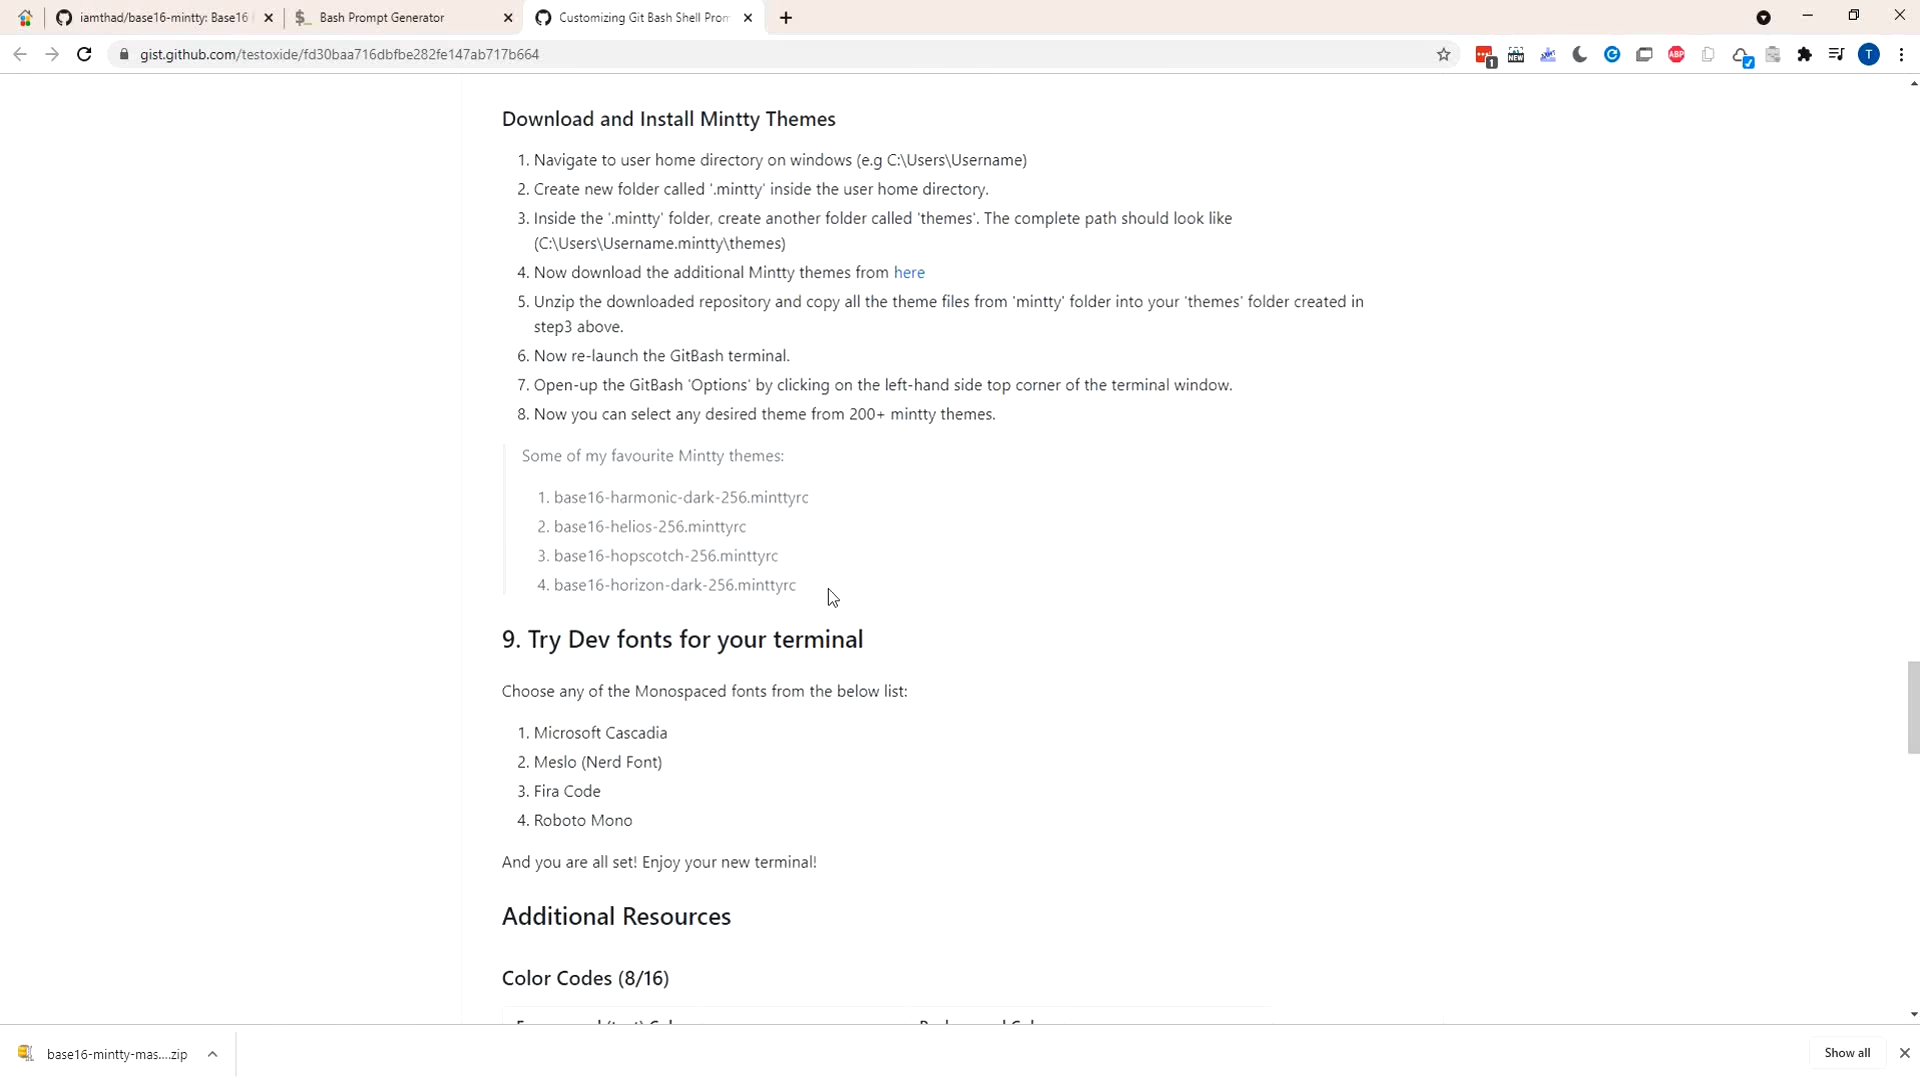 iamthad/base16-mintty: Base16
Bash Prompt Generator
Customizing Git Bash Shell Prom
gist.github.com/testoxide/fd30baa716dbfbe282fe147ab717b664
1
NEW
ABP
T
Download and Install Mintty Themes
1. Navigate to user home directory on windows (e.g C:\Users\Username)
2. Create new folder called '.mintty' inside the user home directory.
3. Inside the '.mintty' folder, create another folder called 'themes'. The complete path should look like
(C:\Users\Username.mintty\themes)
4. Now download the additional Mintty themes from here
5. Unzip the downloaded repository and copy all the theme files from 'mintty' folder into your 'themes' folder created in
step3 above.
6. Now re-launch the GitBash terminal.
7. Open-up the GitBash 'Options' by clicking on the left-hand side top corner of the terminal window.
8. Now you can select any desired theme from 200+ mintty themes.
Some of my favourite Mintty themes:
1. base16-harmonic-dark-256.minttyrc
2. base16-helios-256.minttyrc
3. base16-hopscotch-256.minttyrc
4. base16-horizon-dark-256.minttyrc
9. Try Dev fonts for your terminal
Choose any of the Monospaced fonts from the below list:
1. Microsoft Cascadia
2. Meslo (Nerd Font)
3. Fira Code
4. Roboto Mono
And you are all set! Enjoy your new terminal!
Additional Resources
Color Codes (8/16)
base16-mintty-mas....zip
Show all